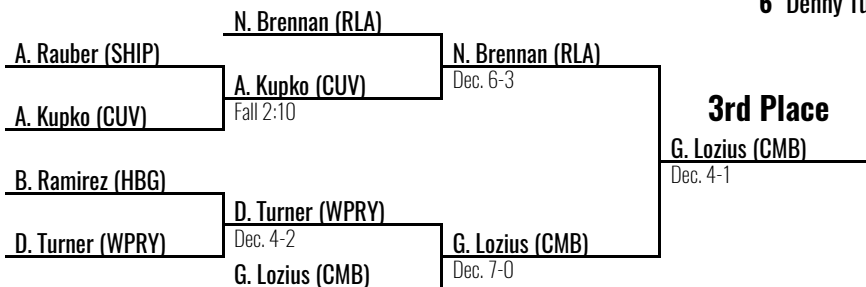 6 Denny
N. Brennan (RLA)
A. Rauber (SHIP)
N. Brennan (RLA)
Dec. 6-3
A. Kupko (CUV)
Fall 2:10
3rd Place
A. Kupko (CUV)
G. Lozius (CMB)
Dec. 4-1
B. Ramirez (HBG)
D. Turner (WPRY)
Dec. 4-2
D. Turner (WPRY)
G. Lozius (CMB)
Dec. 7-0
G. Lozius (CMB)